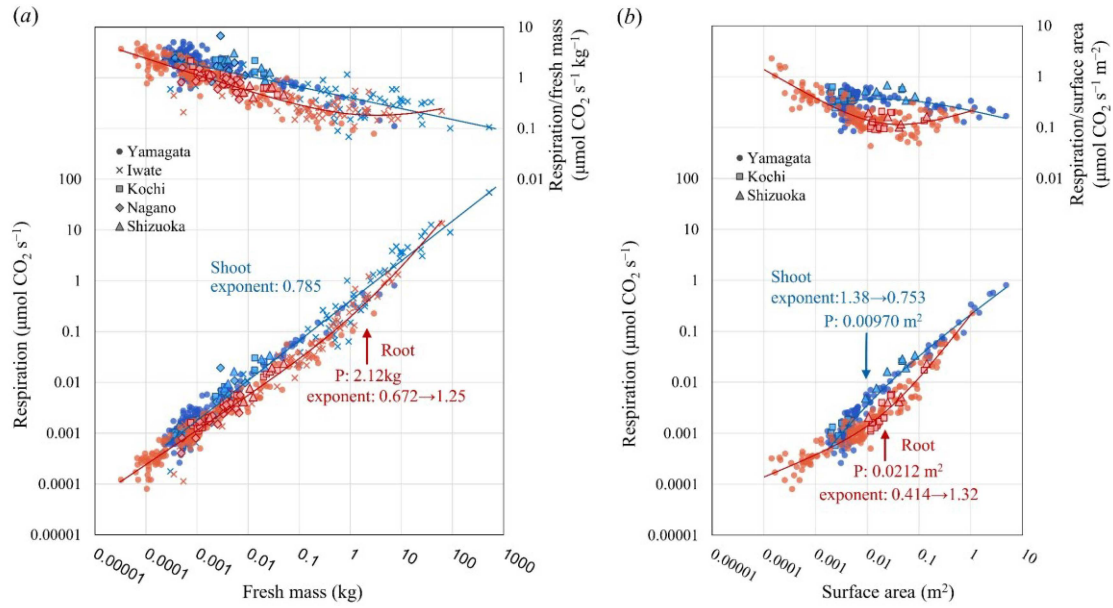 (a)
10
1
0.1
0.01
Respiration/fresh mass
(μmol CO₂ s⁻¹ kg⁻¹)
Yamagata
Iwate
Kochi
Nagano
Shizuoka
100
10
1
0.1
0.01
0.001
0.0001
0.00001
Respiration (μmol CO₂ s⁻¹)
Shoot
exponent: 0.785
Root
P: 2.12kg
exponent: 0.672→1.25
0.00001
0.0001
0.001
0.01
0.1
1
10
100
1000
Fresh mass (kg)
(b)
10
1
0.1
0.01
Respiration/surface area
(μmol CO₂ s⁻¹ m⁻²)
Yamagata
Kochi
Shizuoka
100
10
1
0.1
0.01
0.001
0.0001
0.00001
Respiration (μmol CO₂ s⁻¹)
Shoot
exponent:1.38→0.753
P: 0.00970 m²
Root
P: 0.0212 m²
exponent: 0.414→1.32
0.00001
0.0001
0.001
0.01
0.1
1
10
Surface area (m²)